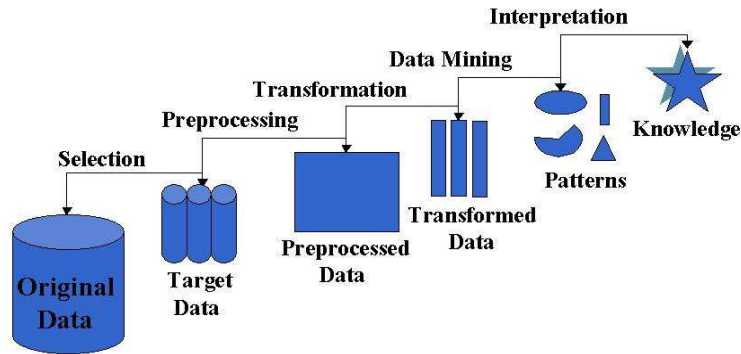 Interpretation
Data Mining
Transformation
Preprocessing
Selection
Knowledge
Patterns
Transformed
Data
Preprocessed
Data
Target
Data
Original
Data